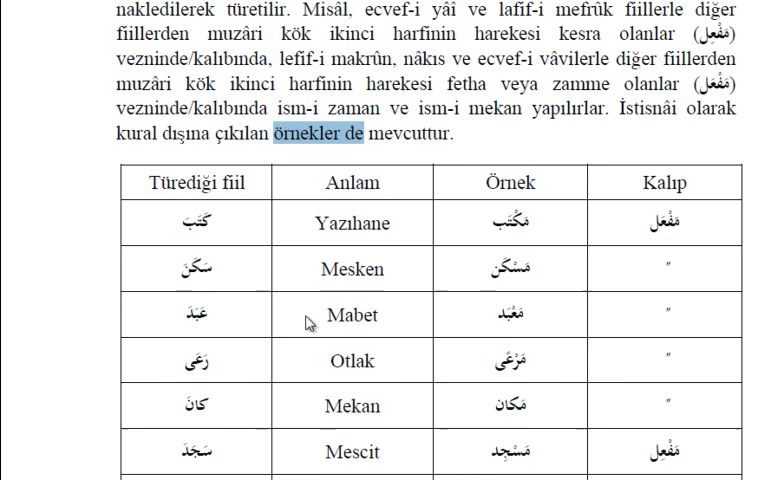 nakledilerek türetilir. Misâl, ecvef-i yâî ve lafif-i mefrûk fiillerle diğer
fiillerden muzâri kök ikinci harfinin harekesi kesra olanlar (مَفْعِل)
vezninde/kalıbında, lefif-i makrûn, nâkıs ve ecvef-i vâvilerle diğer fiillerden
muzâri kök ikinci harfinin harekesi fetha veya zamme olanlar (مَفْعَل)
vezninde/kalıbında ism-i zaman ve ism-i mekan yapılırlar. İstisnâi olarak
kural dışına çıkılan örnekler de mevcuttur.
Türediği fiil Anlam Örnek Kalıp
كَتَبَ Yazıhane مَكْتَب مَفْعَل
سَكَنَ Mesken مَسْكَن "
عَبَدَ Mabet مَعْبَد "
رَعَى Otlak مَرْعًى "
كانَ Mekan مَكان "
سَجَدَ Mescit مَسْجِد مَفْعِل